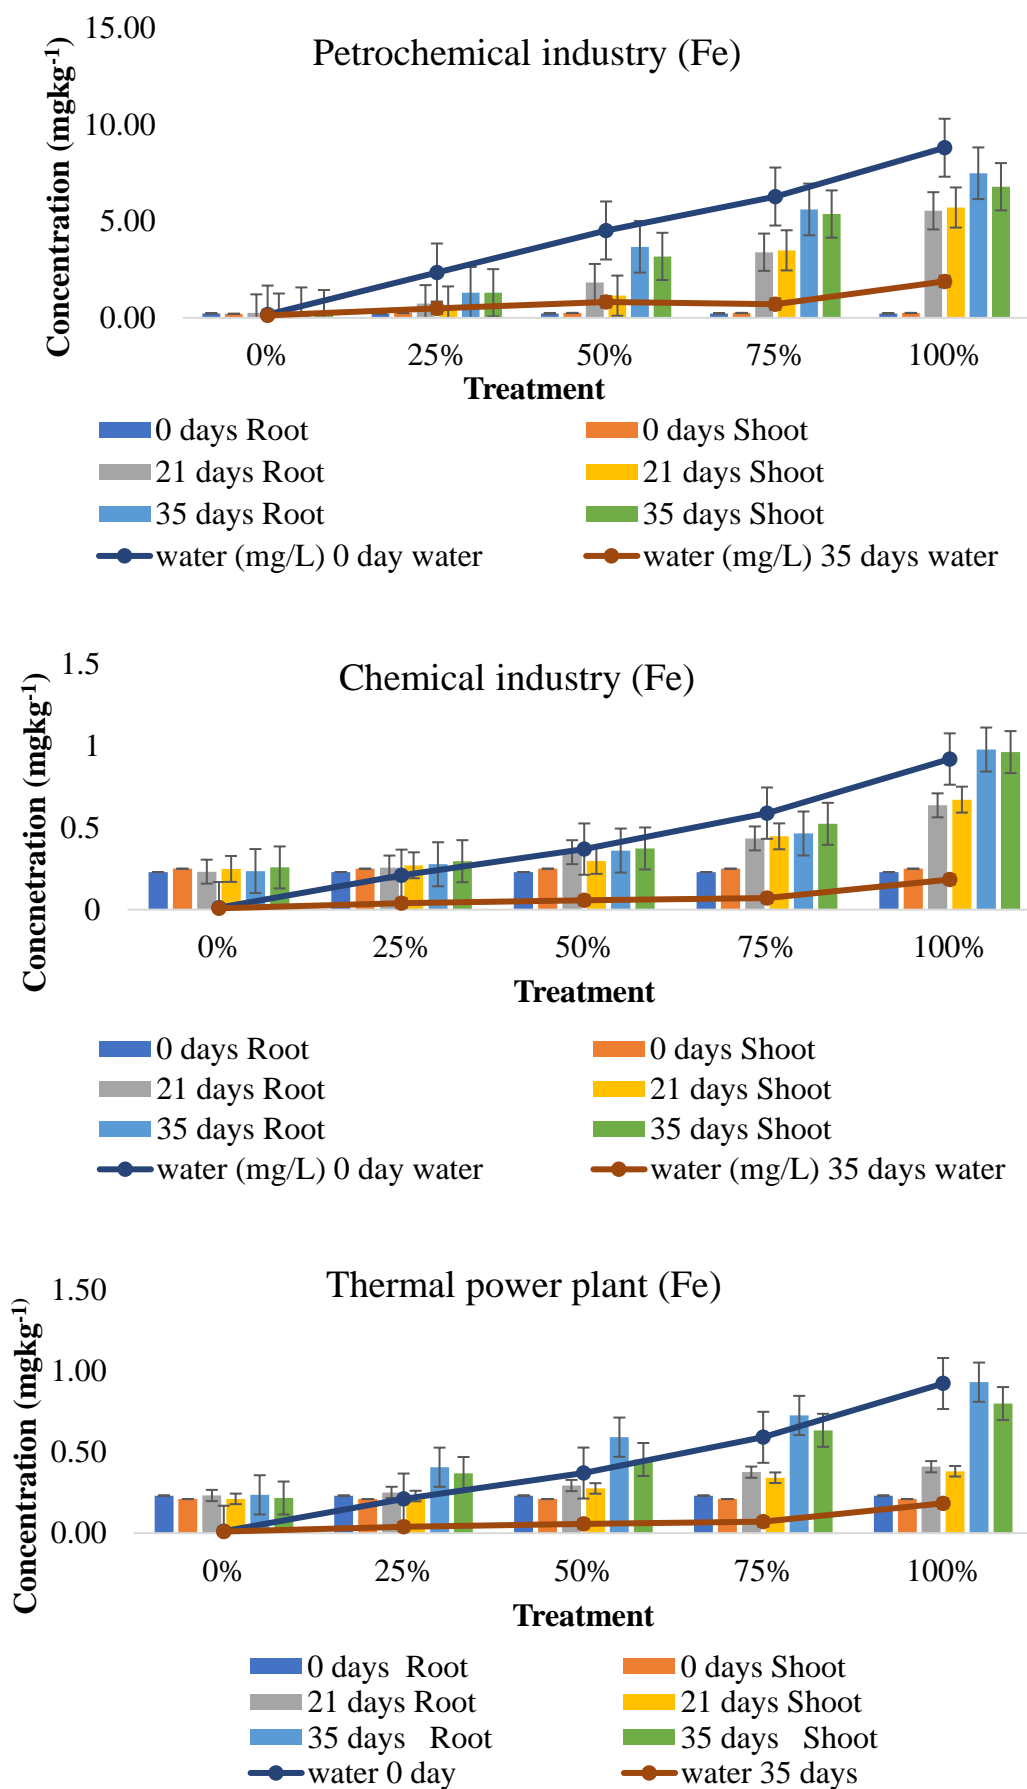 Petrochemical industry (Fe)
Concentration (mgkg-1)
15.00
10.00
5.00
0.00
0% 25% 50% 75% 100%
Treatment
0 days Root 0 days Shoot
21 days Root 21 days Shoot
35 days Root 35 days Shoot
water (mg/L) 0 day water water (mg/L) 35 days water
Chemical industry (Fe)
Concnetration (mgkg-1)
1.5
1
0.5
0
0% 25% 50% 75% 100%
Treatment
0 days Root 0 days Shoot
21 days Root 21 days Shoot
35 days Root 35 days Shoot
water (mg/L) 0 day water water (mg/L) 35 days water
Thermal power plant (Fe)
Concentration (mgkg-1)
1.50
1.00
0.50
0.00
0% 25% 50% 75% 100%
Treatment
0 days Root 0 days Shoot
21 days Root 21 days Shoot
35 days Root 35 days Shoot
water 0 day water 35 days